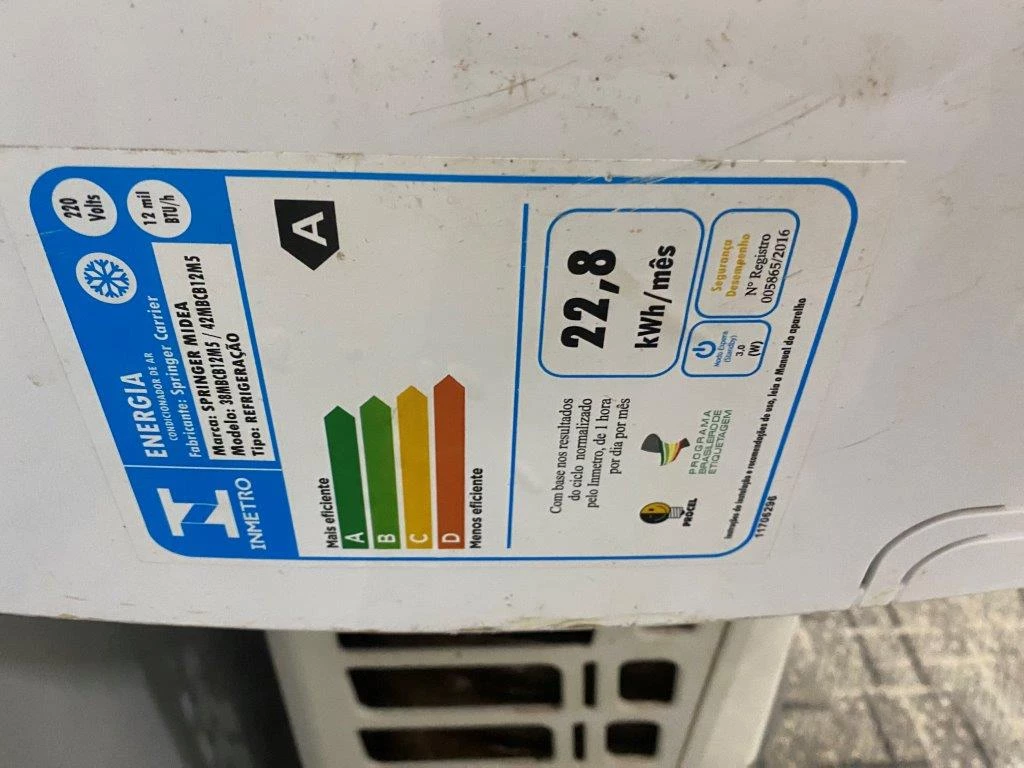 ENERGIA
CONDICIONADOR DE AR
Fabricante: Springer Carrier
220
Volts
12 mil
BTU/h
INMETRO
Marca: SPRINGER MIDEA
Modelo: 38MBCB12M5 / 42MBCB12M5
Tipo: REFRIGERAÇÃO
Mais eficiente
A
A
B
C
D
Menos eficiente
Com base nos resultados
do ciclo normalizado
pelo Inmetro, de 1 hora
por dia por mês
22,8
kWh/mês
PROCEL
PROGRAMA
BRASILEIRO DE
ETIQUETAGEM
Modo Espera
(Standby)
3,0
(W)
Segurança
Desempenho
Nº Registro
005865/2016
Instruções de instalação e recomendações de uso, leia o Manual do aparelho
11706296